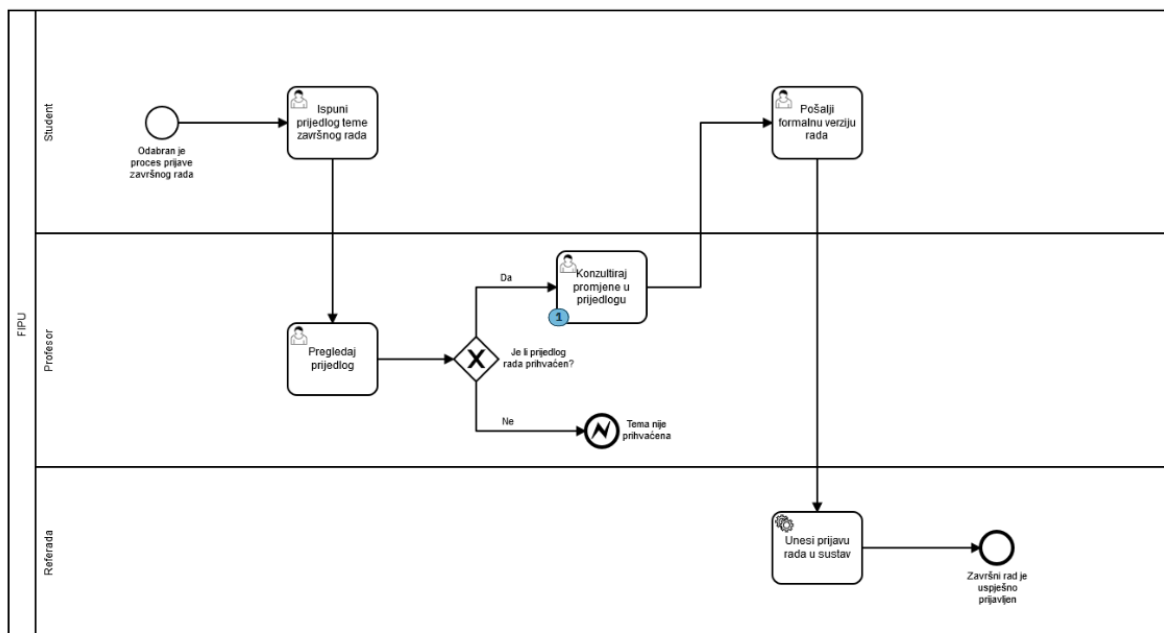 FIPU
Student
Odabran je
proces prijave
završnog rada
Ispuni
prijedlog teme
završnog rada
Pošalji
formalnu verziju
rada
Profesor
Pregledaj
prijedlog
X
Je li prijedlog
rada prihvaćen?
Da
Konzultiraj
promjene u
prijedlogu
1
Ne
Tema nije
prihvaćena
Referada
Unesi prijavu
rada u sustav
Završni rad je
uspješno
prijavljen